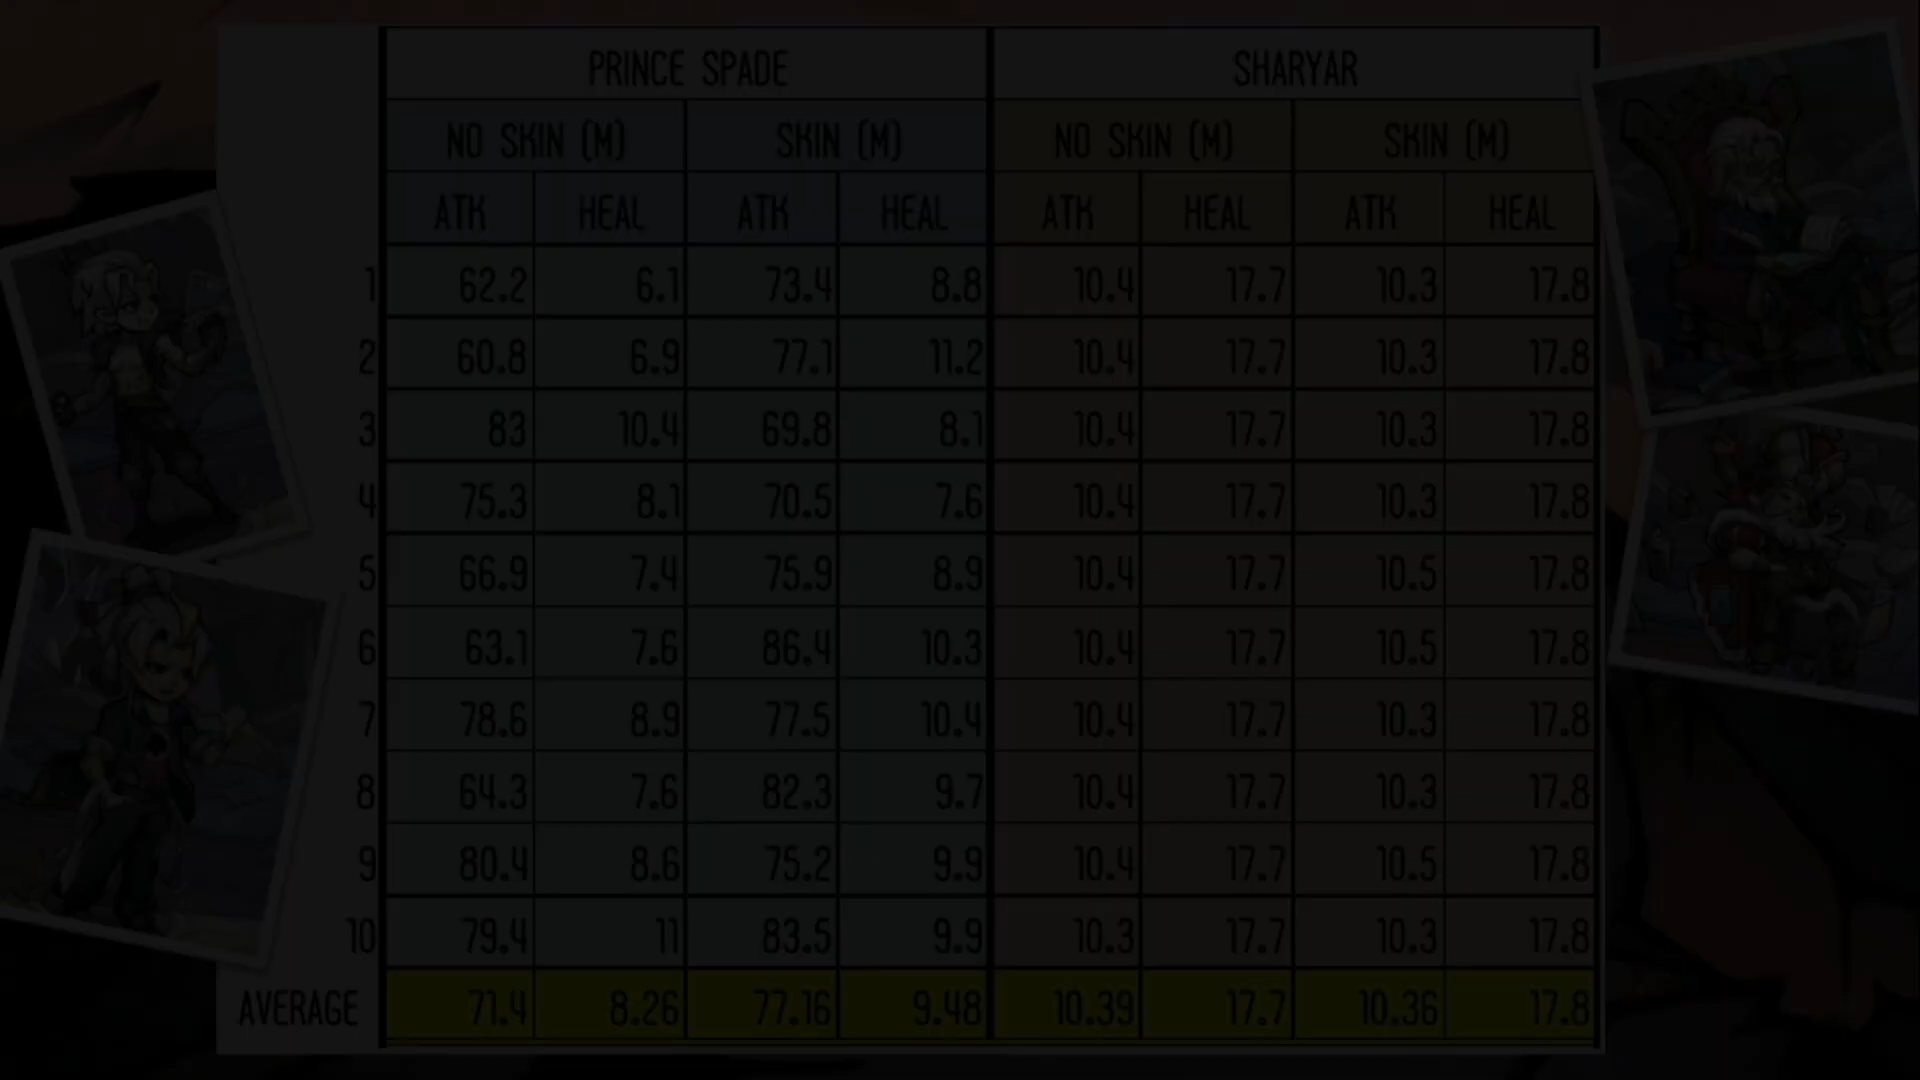 PRINCE SPADE SHARYAR
NO SKIN (M) SKIN (M) NO SKIN (M) SKIN (M)
ATK HEAL ATK HEAL ATK HEAL ATK HEAL
1 62.2 6.1 73.4 8.8 10.4 17.7 10.3 17.8
2 60.8 6.9 77.1 11.2 10.4 17.7 10.3 17.8
3 83 10.4 69.8 8.1 10.4 17.7 10.3 17.8
4 75.3 8.1 70.5 7.6 10.4 17.7 10.3 17.8
5 66.9 7.4 75.9 8.9 10.4 17.7 10.5 17.8
6 63.1 7.6 86.4 10.3 10.4 17.7 10.5 17.8
7 78.6 8.9 77.5 10.4 10.4 17.7 10.3 17.8
8 64.3 7.6 82.3 9.7 10.4 17.7 10.3 17.8
9 80.4 8.6 75.2 9.9 10.4 17.7 10.5 17.8
10 79.4 11 83.5 9.9 10.3 17.7 10.3 17.8
AVERAGE 71.4 8.26 77.16 9.48 10.39 17.7 10.36 17.8